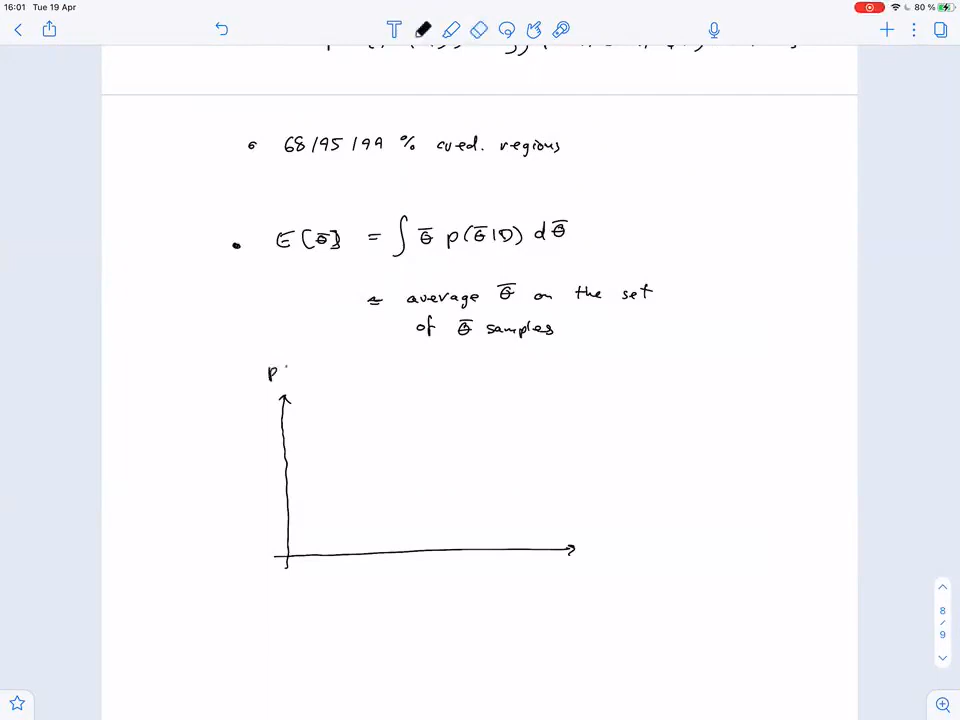 16:01 Tue 19 Apr
80 %
T
• 68/95/99 % cred. regions
• E[θ̄] = ∫ θ̄ p(θ̄|D) dθ̄
≈ average θ̄ on the set
of θ̄ samples
p
8
/
9